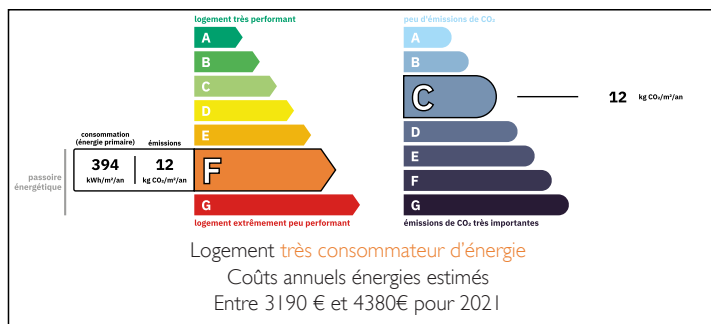 logement très performant
A
B
C
D
E
consommation
(énergie primaire)
émissions
394
kWh/m²/an
12
kg CO₂/m²/an
F
passoire
énergétique
G
logement extrêmement peu performant
peu d'émissions de CO₂
A
B
C
12 kg CO₂/m²/an
D
E
F
G
émissions de CO₂ très importantes
Logement très consommateur d'énergie
Coûts annuels énergies estimés
Entre 3190 € et 4380€ pour 2021